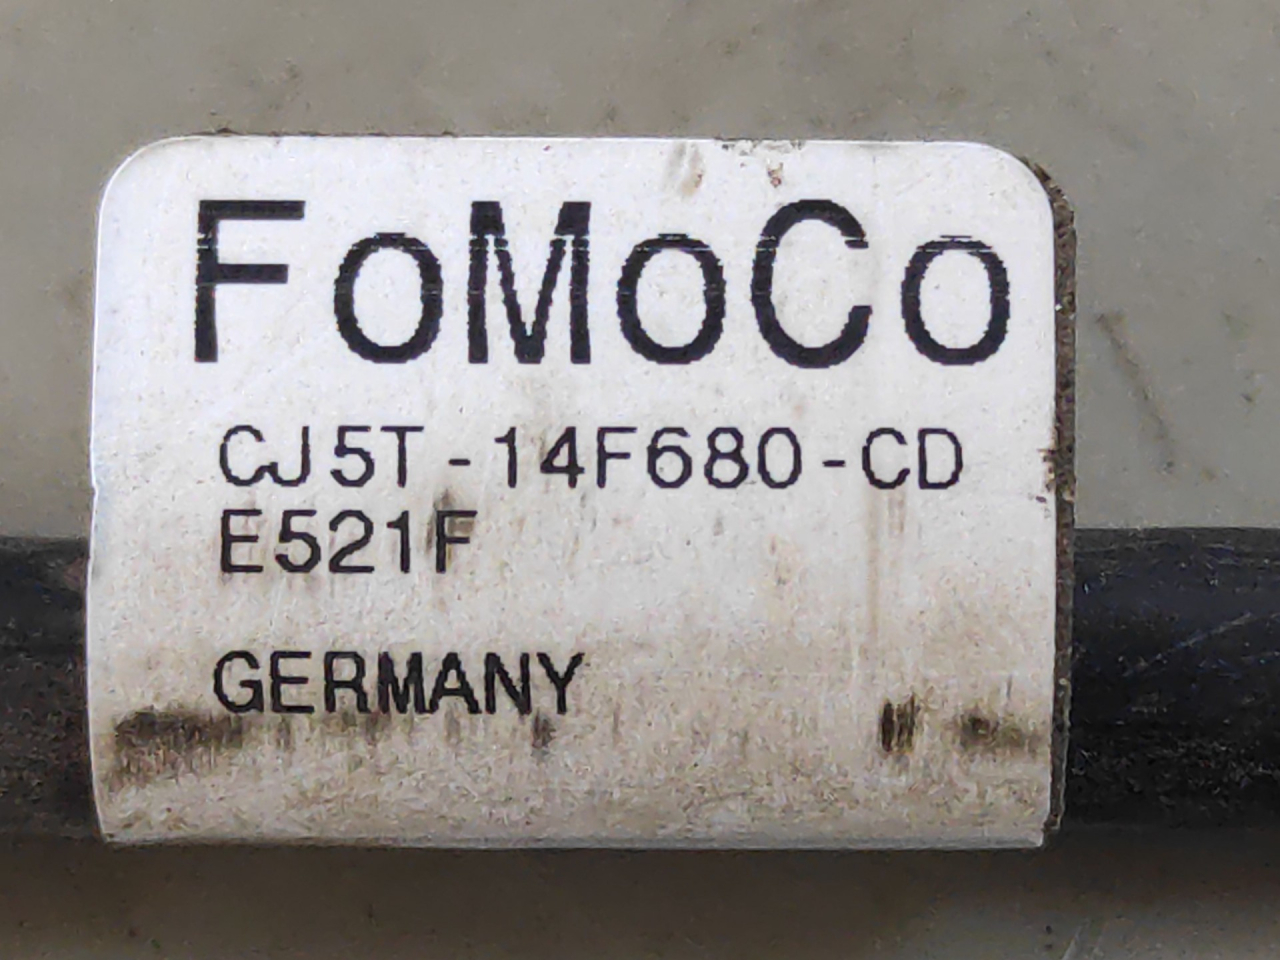 FoMoCo
CJ5T-14F680-CD
E521F
GERMANY